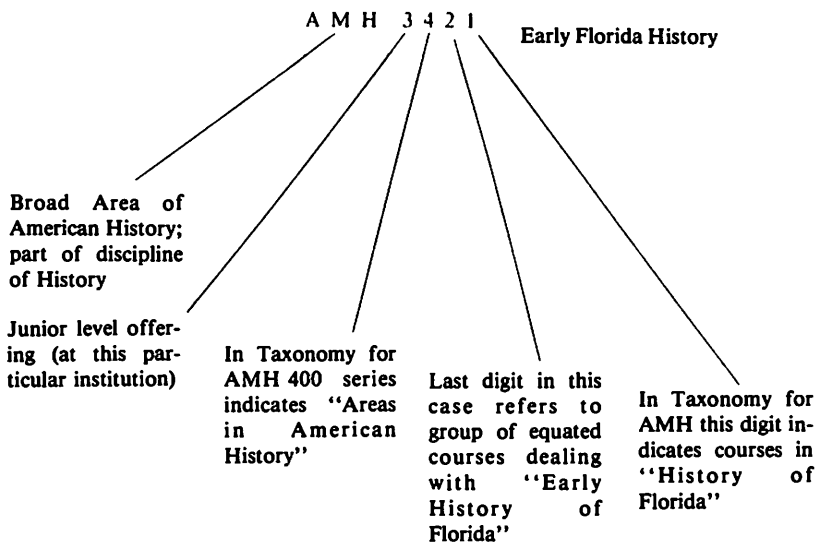 A M H 3 4 2 1
Early Florida History
Broad Area of
American History;
part of discipline
of History
Junior level offer-
ing (at this par-
ticular institution)
In Taxonomy for
AMH 400 series
indicates ‘‘Areas
in American
History’’
Last digit in this
case refers to
group of equated
courses dealing
with ‘‘Early
History of
Florida’’
In Taxonomy for
AMH this digit in-
dicates courses in
‘‘History of
Florida’’